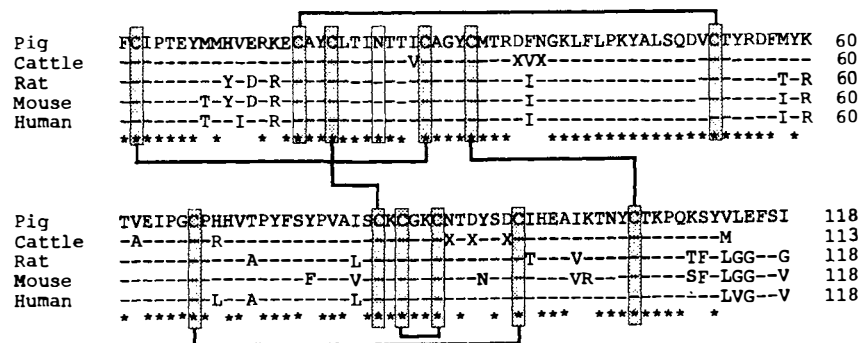 Pig FCIPTEYMMHVERKECAYCLTINTTICAGYCMTRDFNGKLFLPKYALSQDVCTYRDFMYK 60
Cattle -------------------------V--------XVX----------------------- 60
Rat ---------Y-D-K---------------------I---------------------T-R 60
Mouse -------T-Y-D-K---------------------I---------------------I-R 60
Human -------T--I--K---------------------I---------------------I-R 60
******* *   * *********** ********   ******************** *
Pig TVEIPGCPHHVTPYFSYPVAISCKCGKCNTDYSDCIHEAIKTNYCTKPQKSYVLEFSI 118
Cattle -A------R-------------------X-X--X------------------M----- 113
Rat -----------A--------L--------------T---V---------TF-LGG--G 118
Mouse ----------------F---V----------N-------VR--------SF-LGG--V 118
Human --------L--A--------L-------------------------------LVG--V 118
* ****** ** **** *** ******* *  * * ***  ********  *